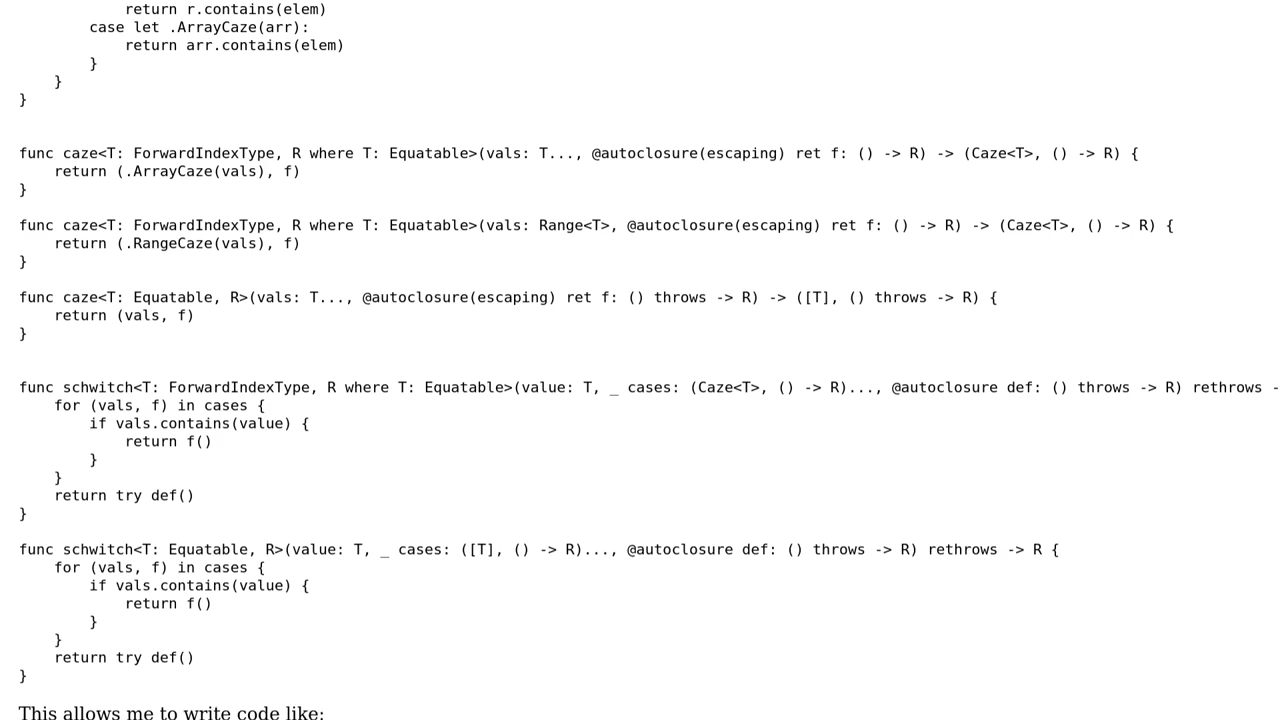 return r.contains(elem)
        case let .ArrayCaze(arr):
            return arr.contains(elem)
        }
    }
}
func caze<T: ForwardIndexType, R where T: Equatable>(vals: T..., @autoclosure(escaping) ret f: () -> R) -> (Caze<T>, () -> R) {
    return (.ArrayCaze(vals), f)
}
func caze<T: ForwardIndexType, R where T: Equatable>(vals: Range<T>, @autoclosure(escaping) ret f: () -> R) -> (Caze<T>, () -> R) {
    return (.RangeCaze(vals), f)
}
func caze<T: Equatable, R>(vals: T..., @autoclosure(escaping) ret f: () throws -> R) -> ([T], () throws -> R) {
    return (vals, f)
}
func schwitch<T: ForwardIndexType, R where T: Equatable>(value: T, _ cases: (Caze<T>, () -> R)..., @autoclosure def: () throws -> R) rethrows -
    for (vals, f) in cases {
        if vals.contains(value) {
            return f()
        }
    }
    return try def()
}
func schwitch<T: Equatable, R>(value: T, _ cases: ([T], () -> R)..., @autoclosure def: () throws -> R) rethrows -> R {
    for (vals, f) in cases {
        if vals.contains(value) {
            return f()
        }
    }
    return try def()
}
This allows me to write code like: